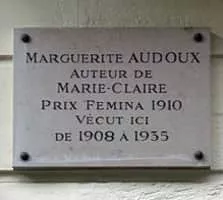 MARGUERITE AUDOUX
AUTEUR DE
MARIE-CLAIRE
PRIX FEMINA 1910
VÉCUT ICI
DE 1908 À 1935